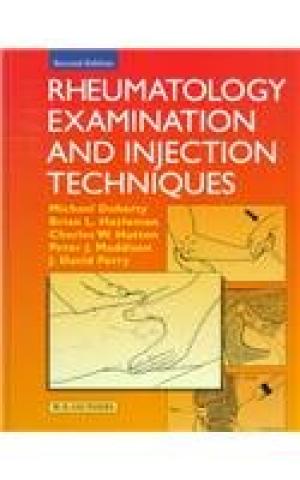 Second Edition
RHEUMATOLOGY
EXAMINATION
AND INJECTION
TECHNIQUES
Michael Doherty
Brian L. Hazleman
Charles W. Hutton
Peter J. Maddison
J. David Perry
W. B. SAUNDERS